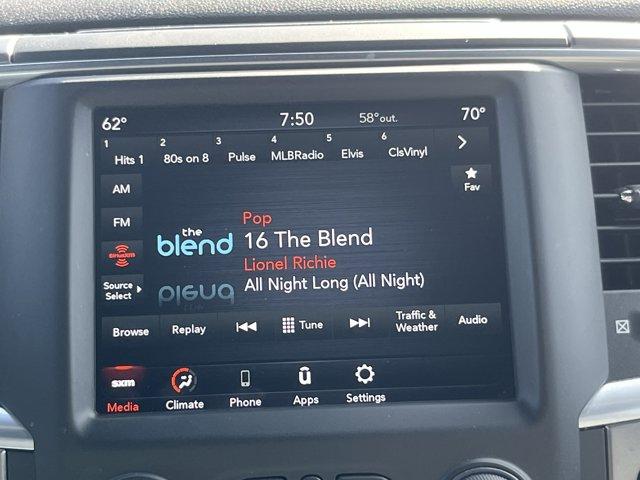 62° 7:50 58°out. 70°
1 2 3 4 5 6
Hits 1 80s on 8 Pulse MLBRadio Elvis ClsVinyl
AM
Fav
FM
Pop
the
blend
16 The Blend
SiriusXM
Lionel Richie
Source
Select
All Night Long (All Night)
Browse Replay Tune Traffic &
Weather Audio
sxm
Media Climate Phone Apps Settings